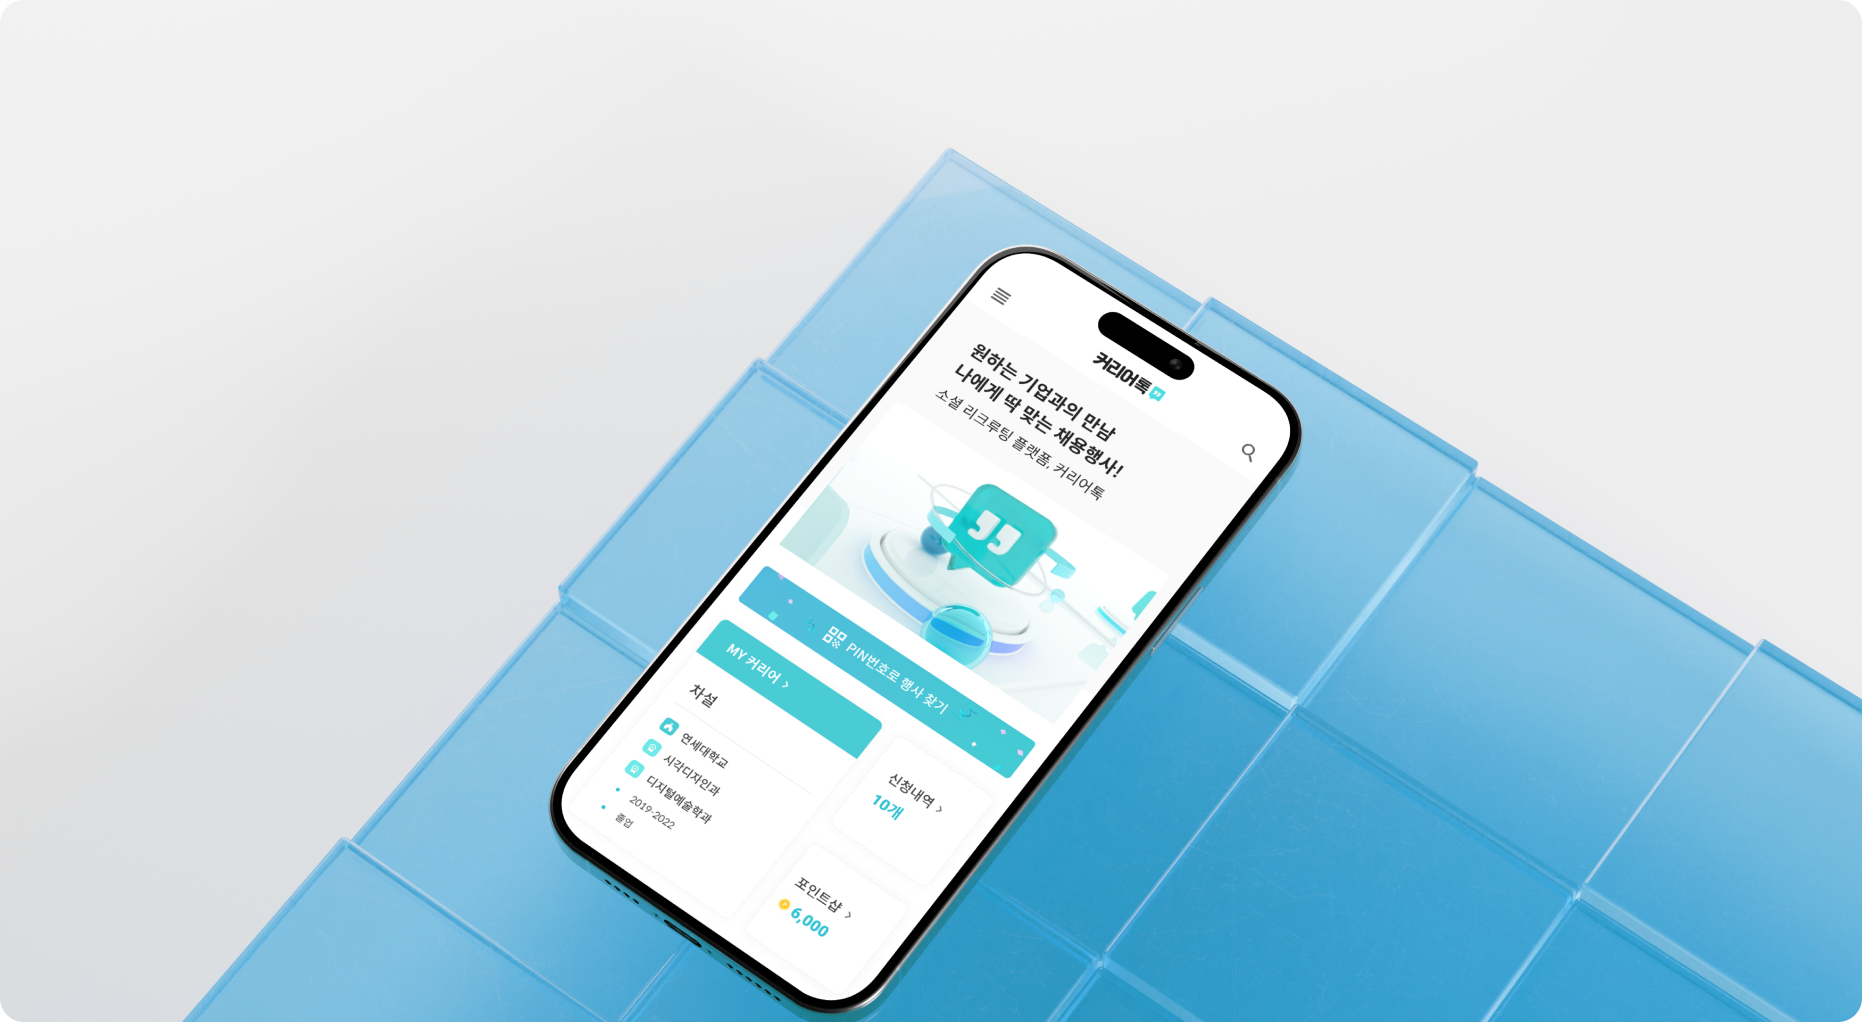 커리어톡
원하는 기업과의 만남
나에게 딱 맞는 채용행사!
소셜 리크루팅 플랫폼, 커리어톡
PIN번호로 행사 찾기
MY 커리어 >
차설
연세대학교
시각디자인과
디지털예술학과
2019-2022
졸업
신청내역 >
10개
포인트샵 >
P 6,000